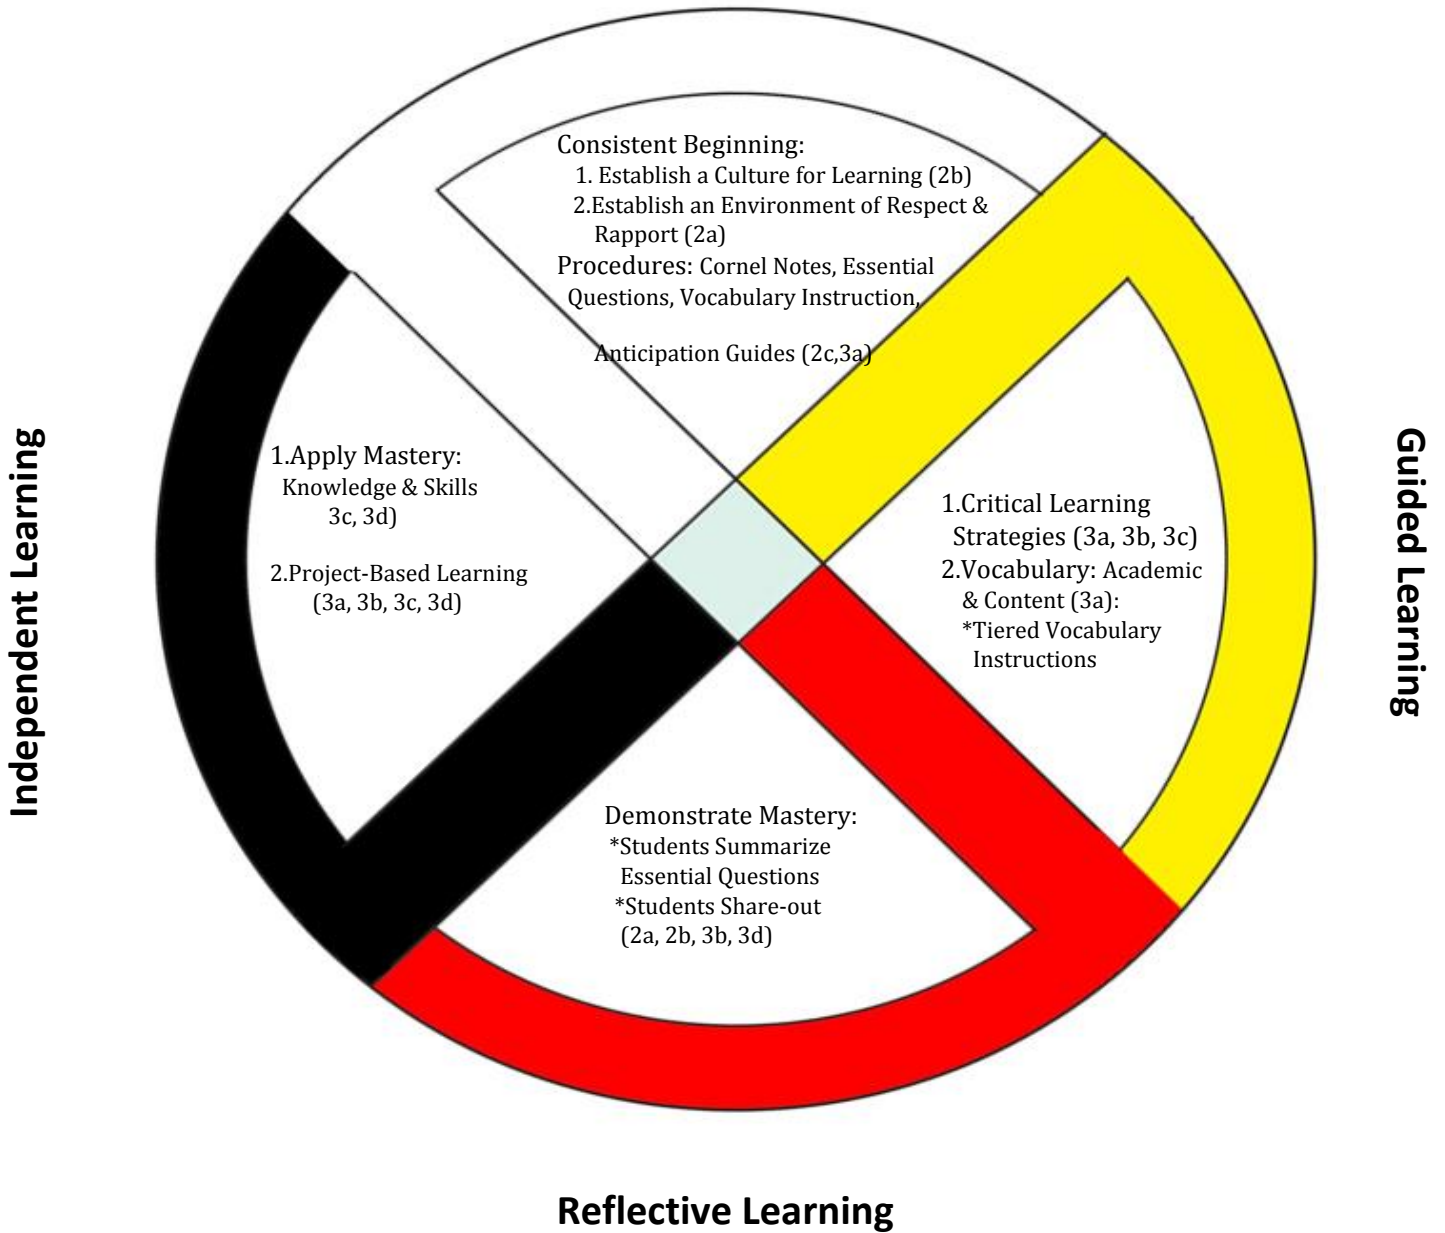 Consistent Beginning:
1. Establish a Culture for Learning (2b)
2.Establish an Environment of Respect &
Rapport (2a)
Procedures: Cornel Notes, Essential
Questions, Vocabulary Instruction,
Anticipation Guides (2c,3a)
Guided Learning
1.Critical Learning
Strategies (3a, 3b, 3c)
2.Vocabulary: Academic
& Content (3a):
*Tiered Vocabulary
Instructions
Demonstrate Mastery:
*Students Summarize
Essential Questions
*Students Share-out
(2a, 2b, 3b, 3d)
Reflective Learning
Independent Learning
1.Apply Mastery:
Knowledge & Skills
3c, 3d)
2.Project-Based Learning
(3a, 3b, 3c, 3d)